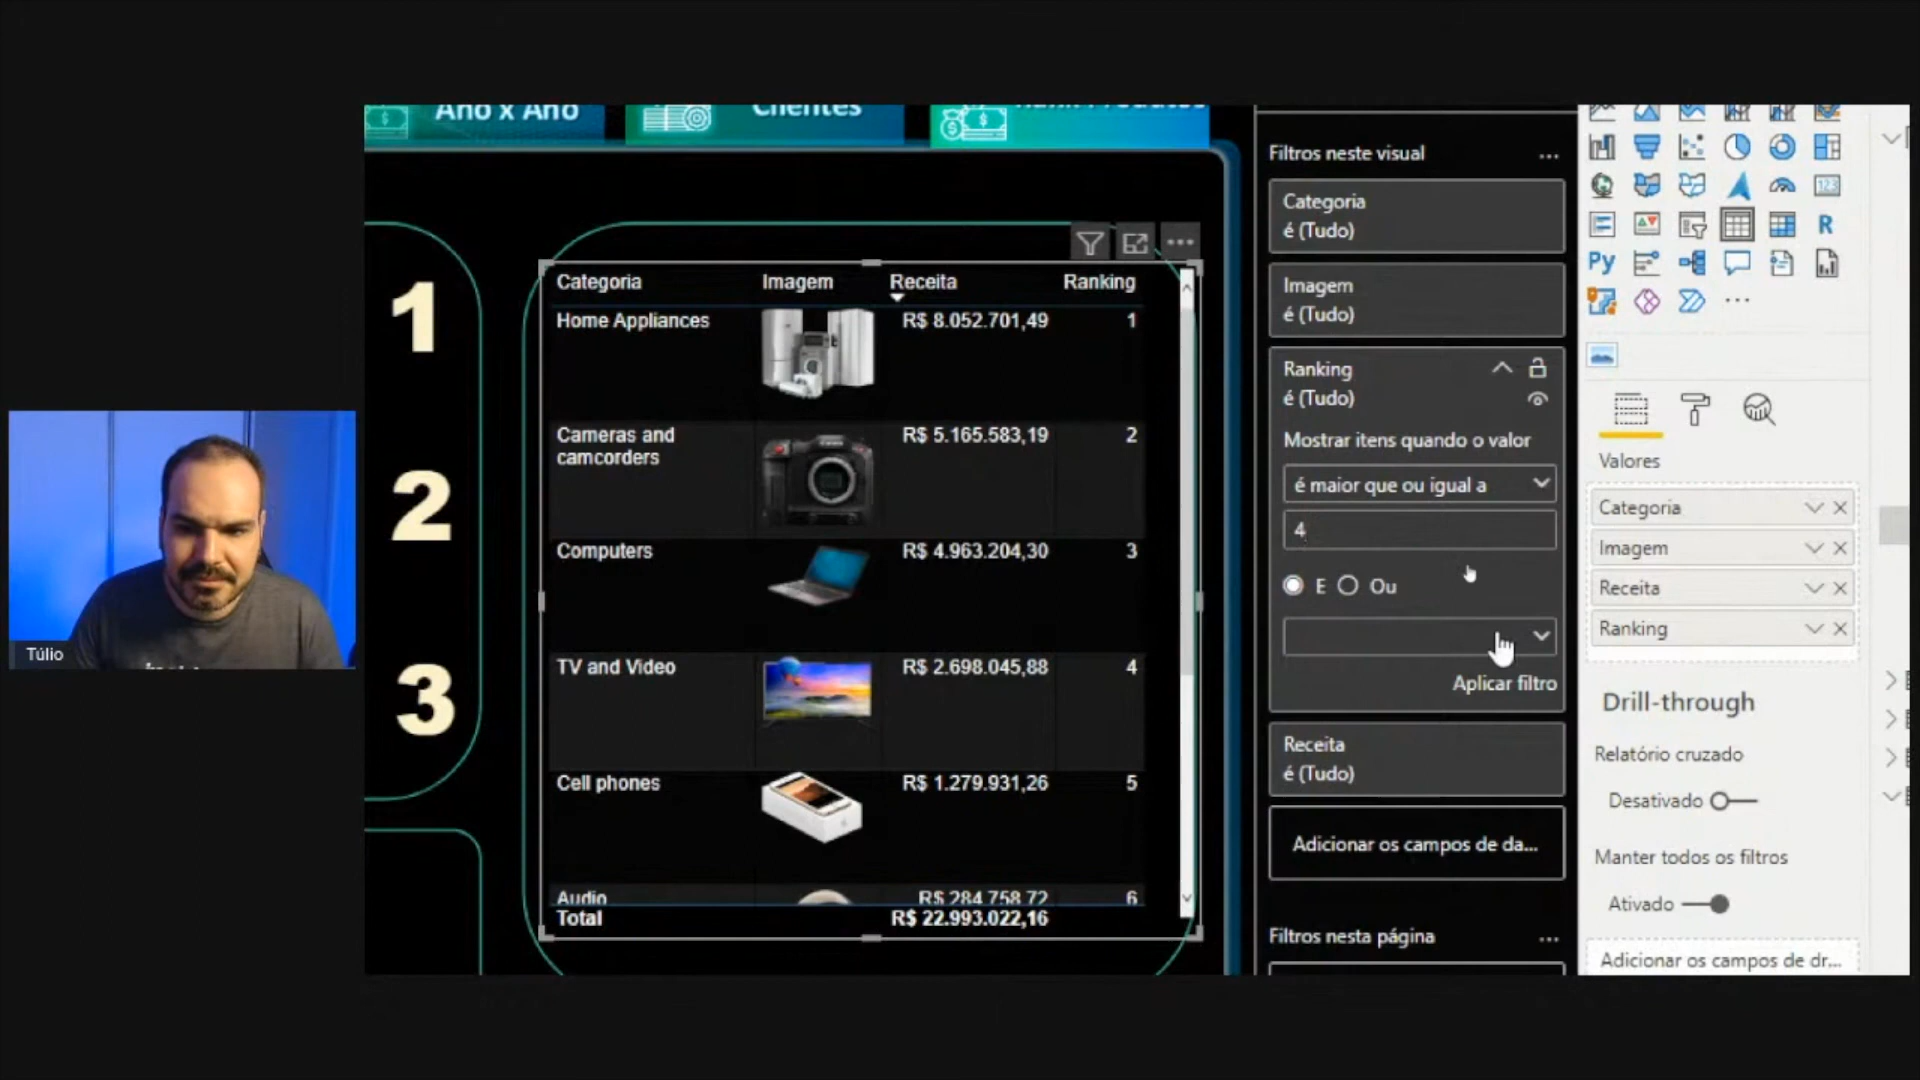 Ano x Ano
Clientes
Rank Produtos
1
2
3
Categoria Imagem Receita Ranking
Home Appliances R$ 8.052.701,49 1
Cameras and
camcorders R$ 5.165.583,19 2
Computers R$ 4.963.204,30 3
TV and Video R$ 2.698.045,88 4
Cell phones R$ 1.279.931,26 5
Audio R$ 284.758,72 6
Total R$ 22.993.022,16
Túlio
Filtros neste visual
...
Categoria
é (Tudo)
Imagem
é (Tudo)
Ranking
é (Tudo)
Mostrar itens quando o valor
é maior que ou igual a
4
E Ou
Aplicar filtro
Receita
é (Tudo)
Adicionar os campos de da...
Filtros nesta página
...
123
R
Py
...
Valores
Categoria
Imagem
Receita
Ranking
Drill-through
Relatório cruzado
Desativado
Manter todos os filtros
Ativado
Adicionar os campos de dr...